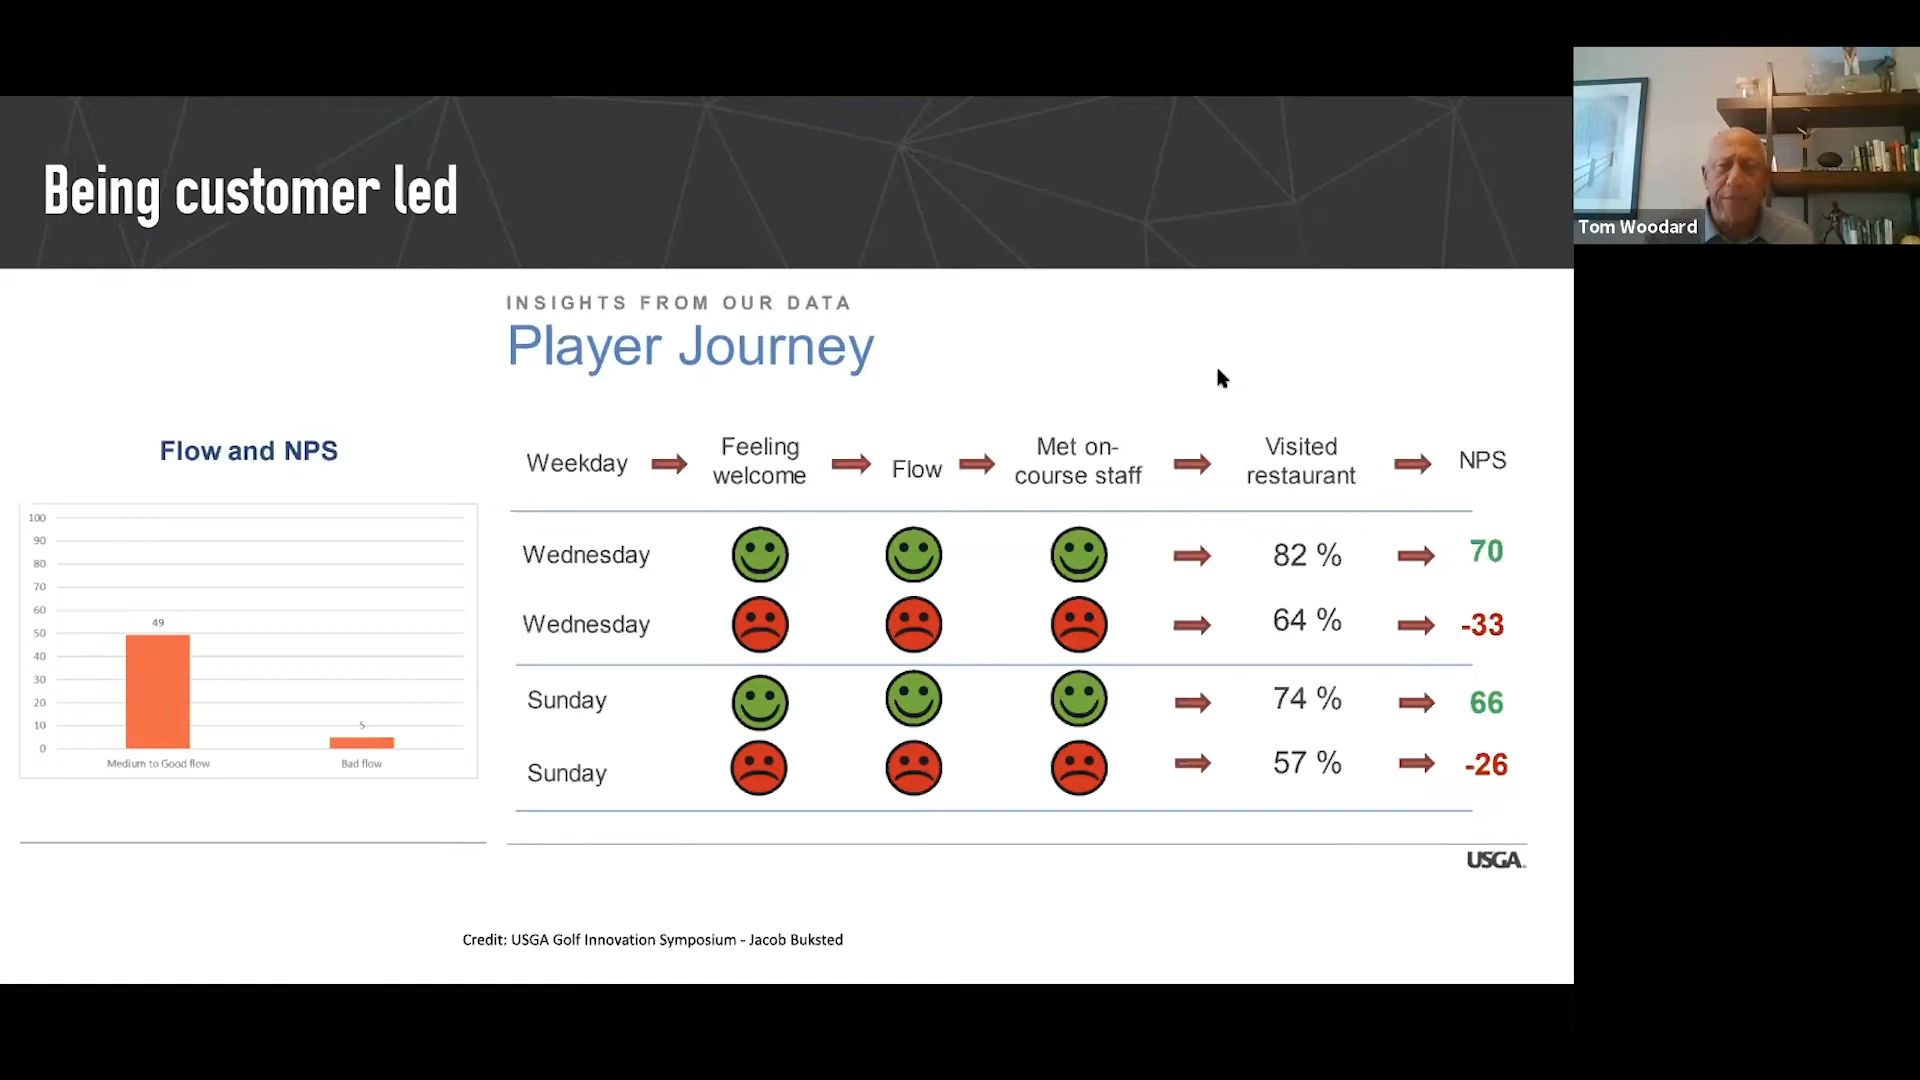 Being customer led
Tom Woodard
INSIGHTS FROM OUR DATA
Player Journey
Flow and NPS
100
90
80
70
60
50
40
30
20
10
0
49
5
Medium to Good flow
Bad flow
Weekday
Feeling
welcome
Flow
Met on-
course staff
Visited
restaurant
NPS
Wednesday
82 %
70
Wednesday
64 %
-33
Sunday
74 %
66
Sunday
57 %
-26
USGA.
Credit: USGA Golf Innovation Symposium - Jacob Buksted